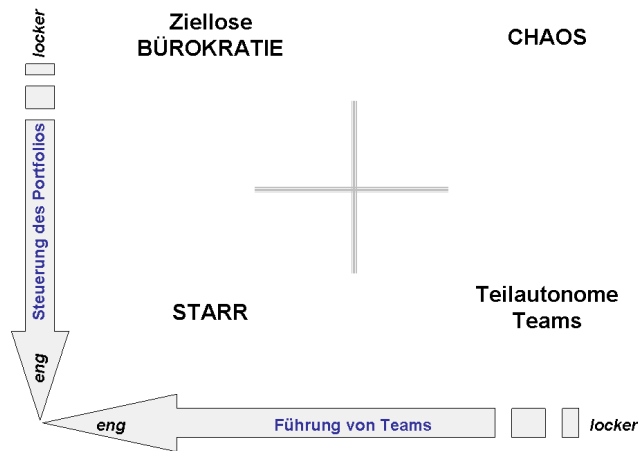 locker
Ziellose
BÜROKRATIE
CHAOS
Steuerung des Portfolios
STARR
Teilautonome
Teams
eng
eng
Führung von Teams
locker